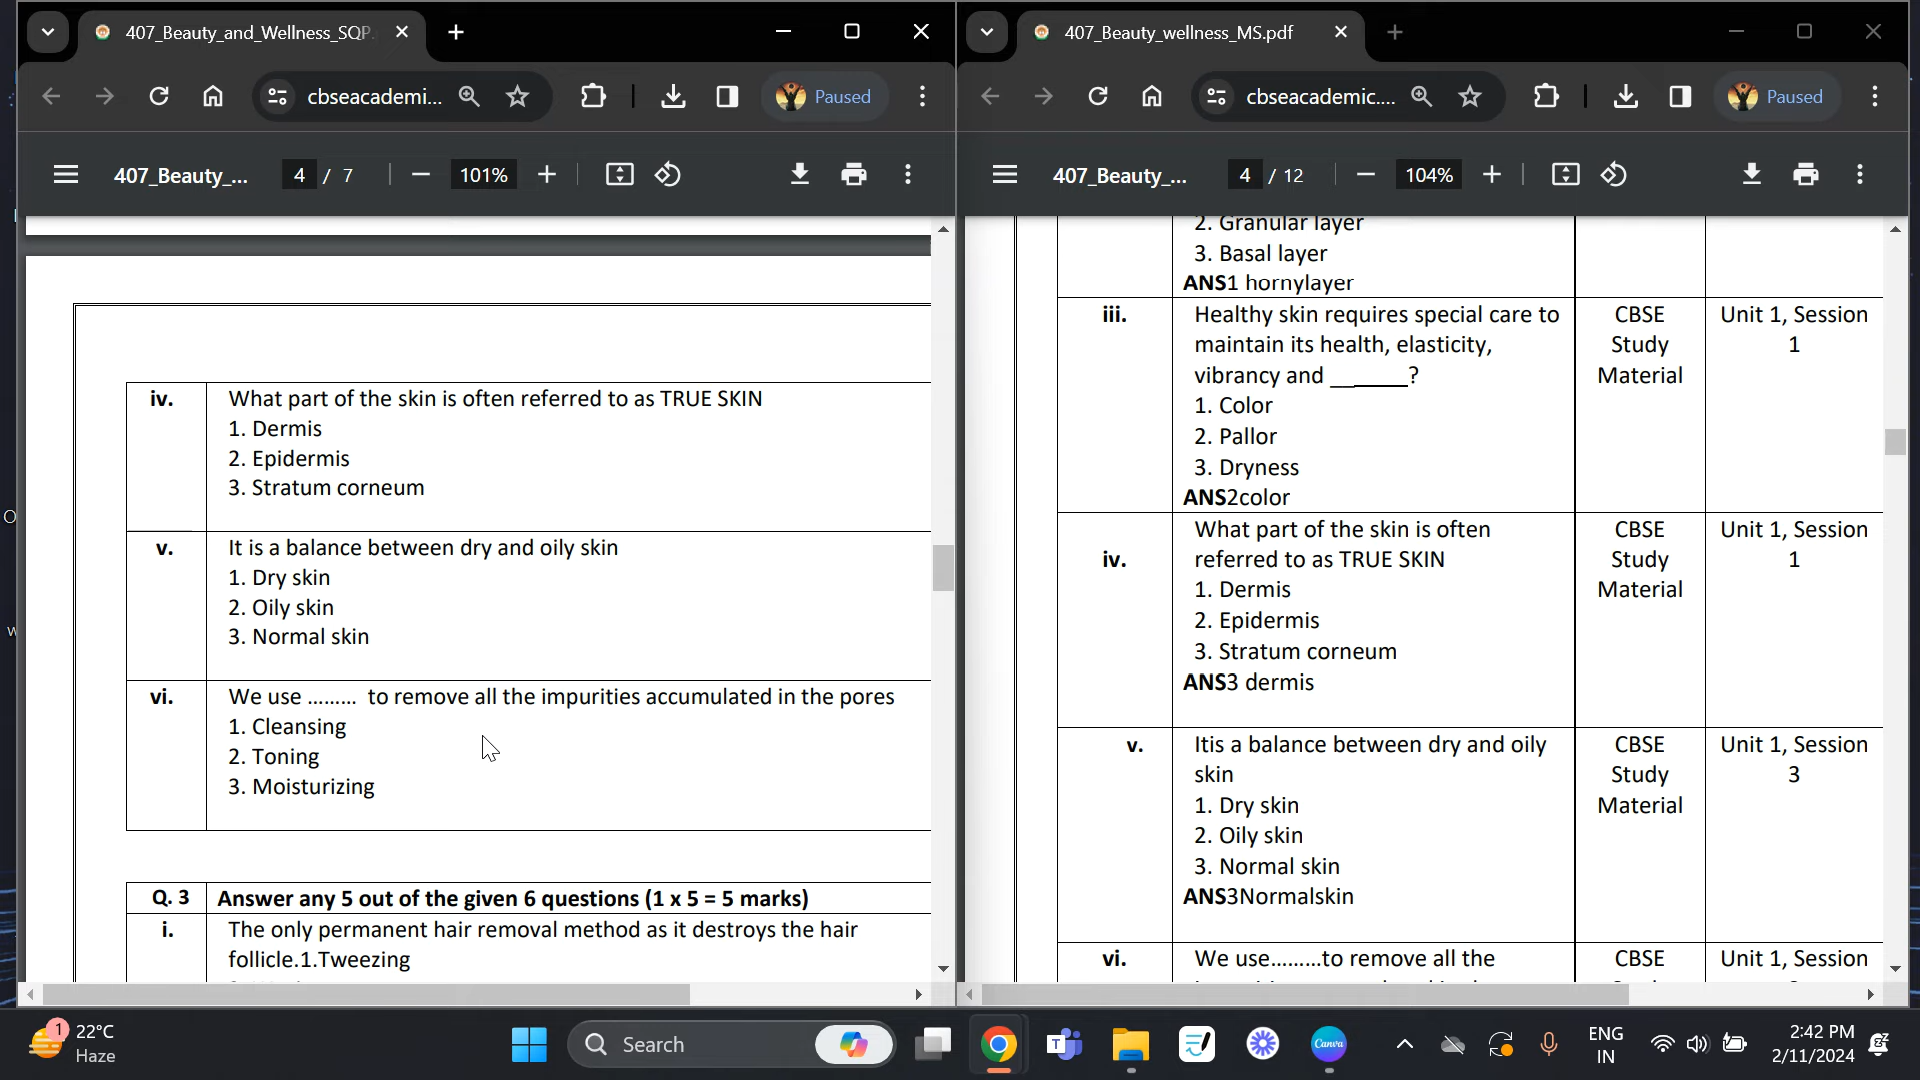 407_Beauty_and_Wellness_SQP.
407_Beauty_wellness_MS.pdf
cbseacademi...
Paused
cbseacademic....
Paused
407_Beauty_...
4 / 7
101%
407_Beauty_...
4 / 12
104%
iv. What part of the skin is often referred to as TRUE SKIN
1. Dermis
2. Epidermis
3. Stratum corneum
v. It is a balance between dry and oily skin
1. Dry skin
2. Oily skin
3. Normal skin
vi. We use ......... to remove all the impurities accumulated in the pores
1. Cleansing
2. Toning
3. Moisturizing
Q. 3 Answer any 5 out of the given 6 questions (1 x 5 = 5 marks)
i. The only permanent hair removal method as it destroys the hair
follicle.1.Tweezing
2. Granular layer
3. Basal layer
ANS1 hornylayer
iii. Healthy skin requires special care to CBSE Unit 1, Session
maintain its health, elasticity, Study 1
vibrancy and _______? Material
1. Color
2. Pallor
3. Dryness
ANS2color
What part of the skin is often CBSE Unit 1, Session
iv. referred to as TRUE SKIN Study 1
1. Dermis Material
2. Epidermis
3. Stratum corneum
ANS3 dermis
v. Itis a balance between dry and oily CBSE Unit 1, Session
skin Study 3
1. Dry skin Material
2. Oily skin
3. Normal skin
ANS3Normalskin
vi. We use.........to remove all the CBSE Unit 1, Session
1
22°C
Haze
Search
T
Canva
ENG
IN
2:42 PM
2/11/2024